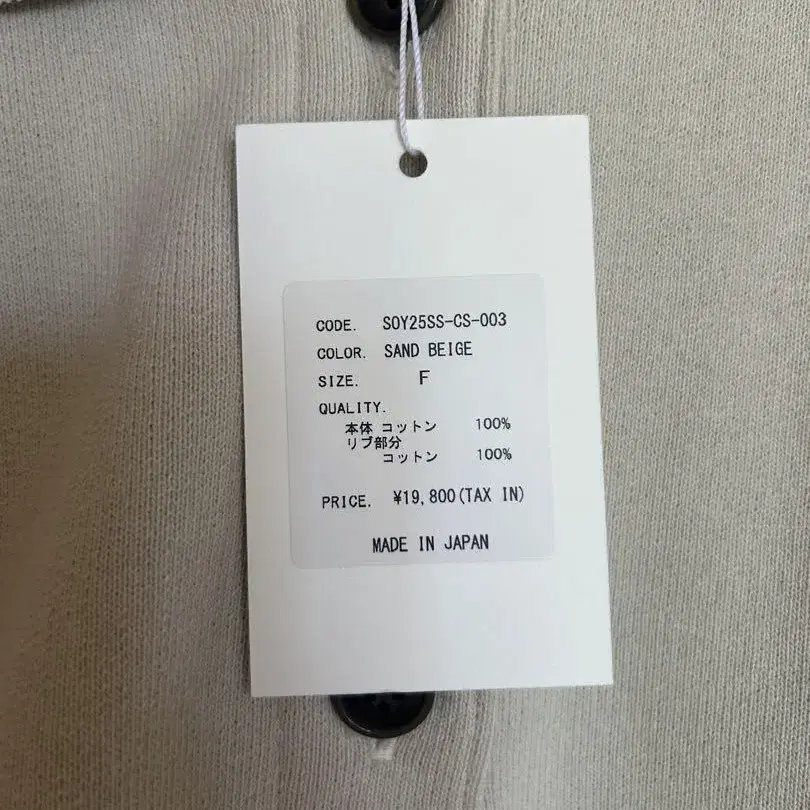 CODE. SOY25SS-CS-003
COLOR. SAND BEIGE
SIZE. F
QUALITY.
本体 コットン 100%
リブ部分
コットン 100%
PRICE. ¥19,800(TAX IN)
MADE IN JAPAN